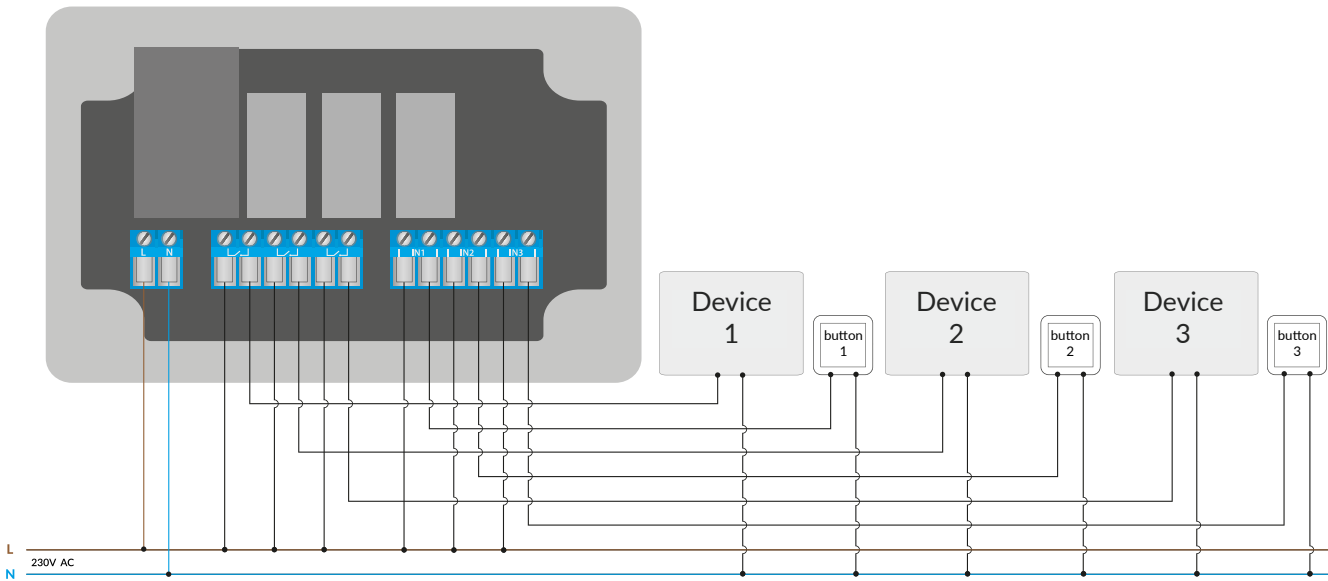 L N IN1 IN2 IN3
Device
1
button
1
Device
2
button
2
Device
3
button
3
L
230V AC
N